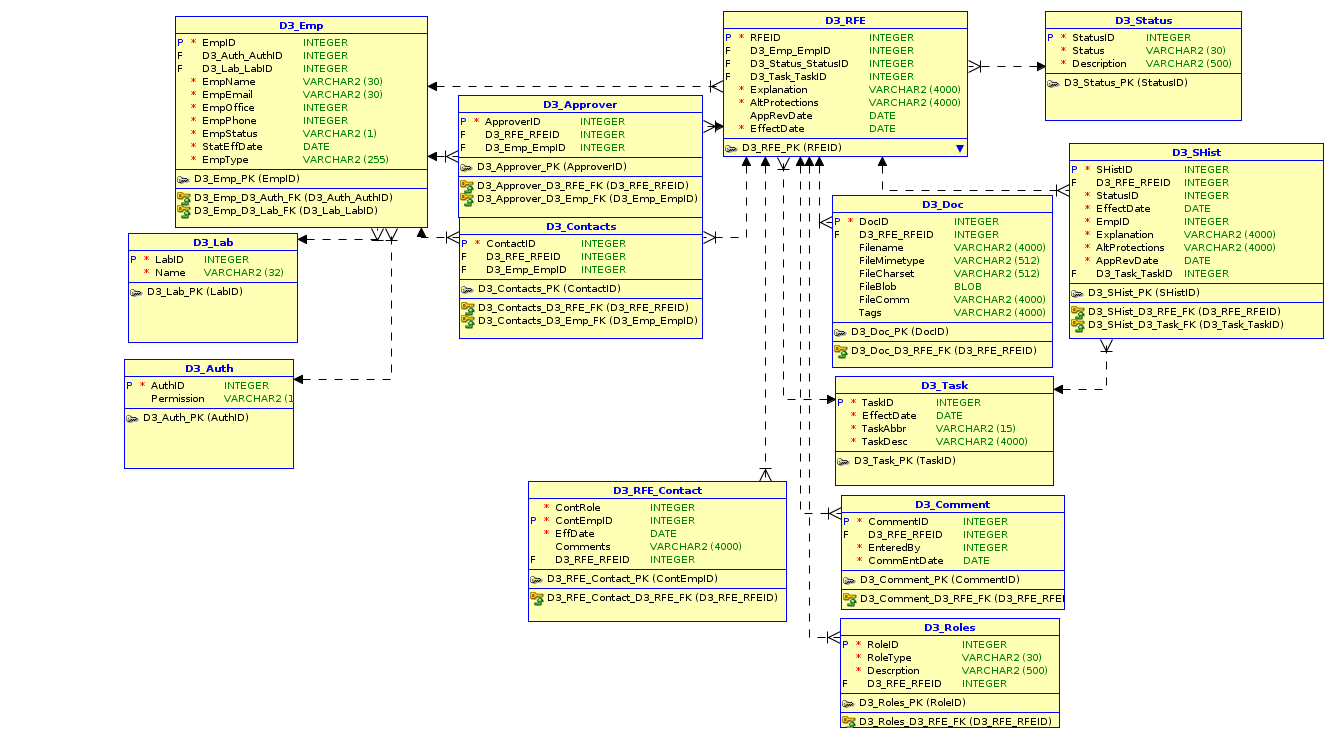 D3_Emp
P * EmpID INTEGER
F D3_Auth_AuthID INTEGER
F D3_Lab_LabID INTEGER
* EmpName VARCHAR2 (30)
* EmpEmail VARCHAR2 (30)
* EmpOffice INTEGER
* EmpPhone INTEGER
* EmpStatus VARCHAR2 (1)
* StatEffDate DATE
* EmpType VARCHAR2 (255)
D3_Emp_PK (EmpID)
D3_Emp_D3_Auth_FK (D3_Auth_AuthID)
D3_Emp_D3_Lab_FK (D3_Lab_LabID)
D3_Lab
P * LabID INTEGER
* Name VARCHAR2 (32)
D3_Lab_PK (LabID)
D3_Auth
P * AuthID INTEGER
Permission VARCHAR2 (1
D3_Auth_PK (AuthID)
D3_Approver
P * ApproverID INTEGER
F D3_RFE_RFEID INTEGER
F D3_Emp_EmpID INTEGER
D3_Approver_PK (ApproverID)
D3_Approver_D3_RFE_FK (D3_RFE_RFEID)
D3_Approver_D3_Emp_FK (D3_Emp_EmpID)
D3_Contacts
P * ContactID INTEGER
F D3_RFE_RFEID INTEGER
F D3_Emp_EmpID INTEGER
D3_Contacts_PK (ContactID)
D3_Contacts_D3_RFE_FK (D3_RFE_RFEID)
D3_Contacts_D3_Emp_FK (D3_Emp_EmpID)
D3_RFE
P * RFEID INTEGER
F D3_Emp_EmpID INTEGER
F D3_Status_StatusID INTEGER
F D3_Task_TaskID INTEGER
* Explanation VARCHAR2 (4000)
* AltProtections VARCHAR2 (4000)
AppRevDate DATE
* EffectDate DATE
D3_RFE_PK (RFEID)
D3_Status
P * StatusID INTEGER
* Status VARCHAR2 (30)
* Description VARCHAR2 (500)
D3_Status_PK (StatusID)
D3_SHist
P * SHistID INTEGER
F D3_RFE_RFEID INTEGER
* StatusID INTEGER
* EffectDate DATE
* EmpID INTEGER
* Explanation VARCHAR2 (4000)
* AltProtections VARCHAR2 (4000)
* AppRevDate DATE
F D3_Task_TaskID INTEGER
D3_SHist_PK (SHistID)
D3_SHist_D3_RFE_FK (D3_RFE_RFEID)
D3_SHist_D3_Task_FK (D3_Task_TaskID)
D3_Doc
P * DocID INTEGER
F D3_RFE_RFEID INTEGER
Filename VARCHAR2 (4000)
FileMimetype VARCHAR2 (512)
FileCharset VARCHAR2 (512)
FileBlob BLOB
FileComm VARCHAR2 (4000)
Tags VARCHAR2 (4000)
D3_Doc_PK (DocID)
D3_Doc_D3_RFE_FK (D3_RFE_RFEID)
D3_Task
P * TaskID INTEGER
* EffectDate DATE
* TaskAbbr VARCHAR2 (15)
* TaskDesc VARCHAR2 (4000)
D3_Task_PK (TaskID)
D3_RFE_Contact
* ContRole INTEGER
P * ContEmpID INTEGER
* EffDate DATE
Comments VARCHAR2 (4000)
F D3_RFE_RFEID INTEGER
D3_RFE_Contact_PK (ContEmpID)
D3_RFE_Contact_D3_RFE_FK (D3_RFE_RFEID)
D3_Comment
P * CommentID INTEGER
F D3_RFE_RFEID INTEGER
* EnteredBy INTEGER
* CommEntDate DATE
D3_Comment_PK (CommentID)
D3_Comment_D3_RFE_FK (D3_RFE_RFEI
D3_Roles
P * RoleID INTEGER
* RoleType VARCHAR2 (30)
* Descrption VARCHAR2 (500)
F D3_RFE_RFEID INTEGER
D3_Roles_PK (RoleID)
D3_Roles_D3_RFE_FK (D3_RFE_RFEID)